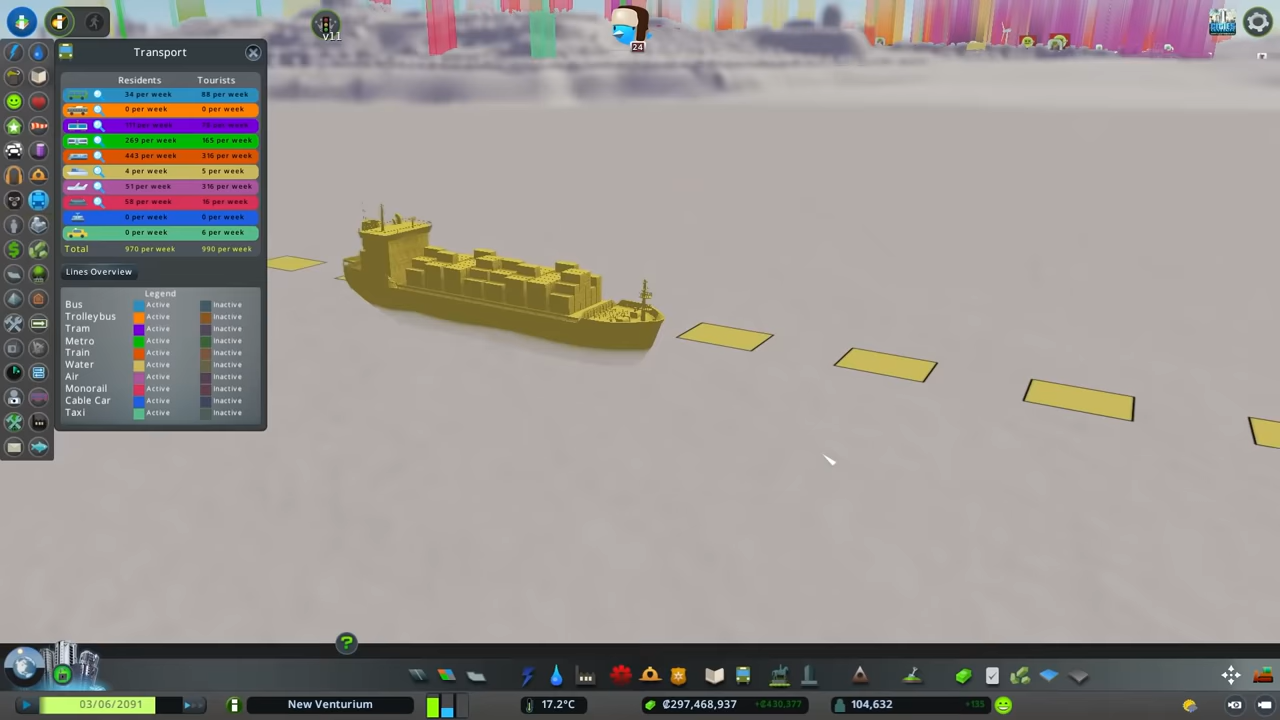 v11
24
Transport
Residents Tourists
34 per week 88 per week
0 per week 0 per week
269 per week 165 per week
443 per week 316 per week
4 per week 5 per week
51 per week 316 per week
58 per week 16 per week
0 per week 0 per week
0 per week 6 per week
Total 970 per week 990 per week
Lines Overview
Legend
Bus Active Inactive
Trolleybus Active Inactive
Tram Active Inactive
Metro Active Inactive
Train Active Inactive
Water Active Inactive
Air Active Inactive
Monorail Active Inactive
Cable Car Active Inactive
Taxi Active Inactive
?
03/06/2091
New Venturium
17.2°C
₡297,468,937
+₡430,377
104,632
+135